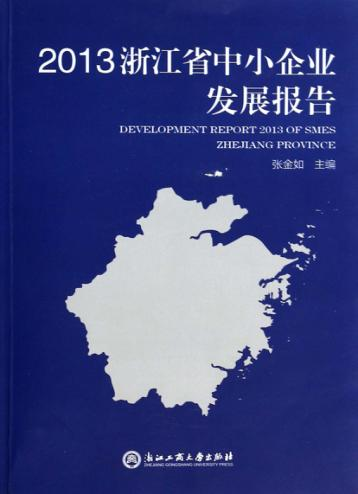 2013浙江省中小企业
发展报告
DEVELOPMENT REPORT 2013 OF SMES
ZHEJIANG PROVINCE
张金如 主编
浙江工商大学出版社
ZHEJIANG GONGSHANG UNIVERSITY PRESS